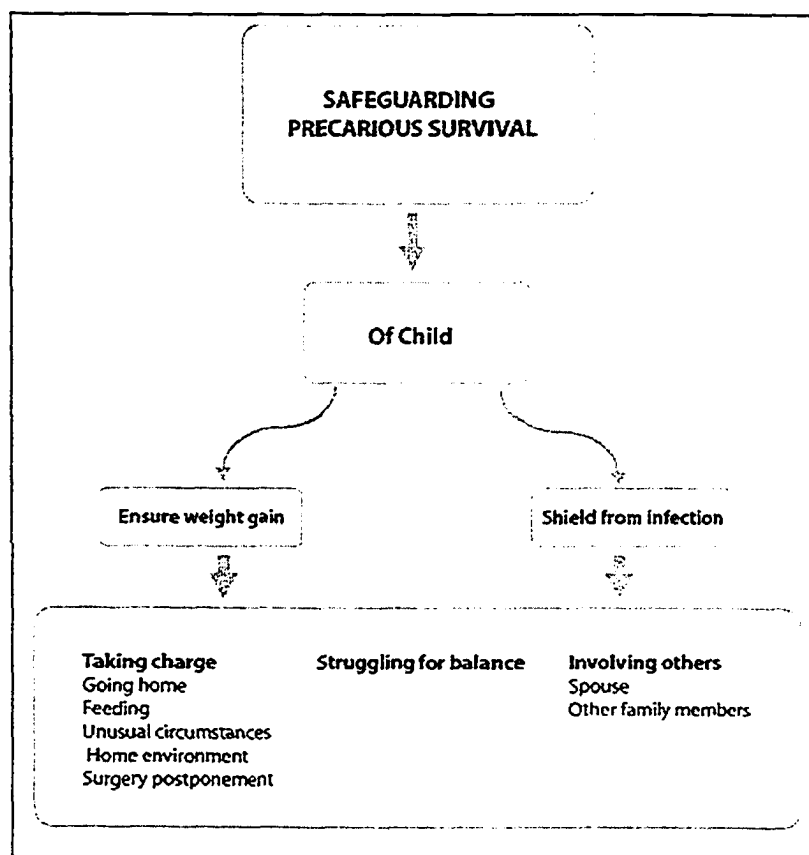 SAFEGUARDING
PRECARIOUS SURVIVAL
Of Child
Ensure weight gain
Shield from infection
Taking charge
Going home
Feeding
Unusual circumstances
Home environment
Surgery postponement
Struggling for balance
Involving others
Spouse
Other family members